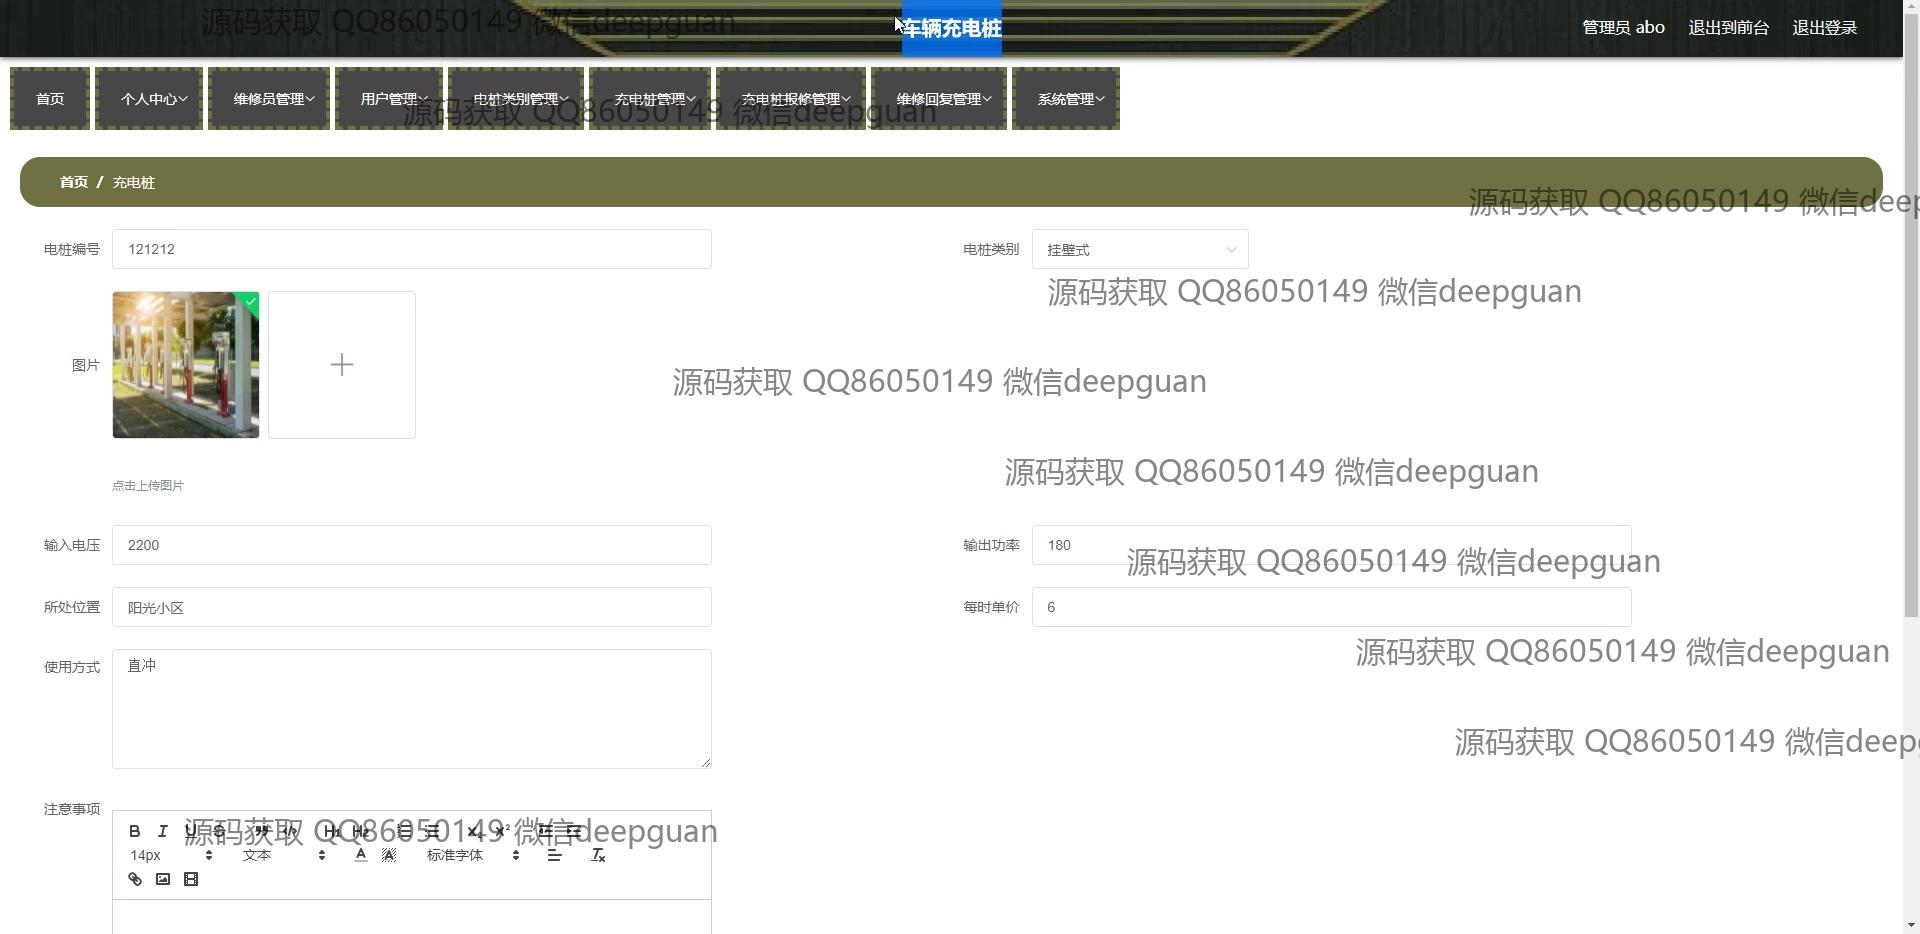 源码获取 QQ86050149 微信deepguan
车辆充电桩
管理员 abo 退出到前台 退出登录
首页 个人中心 维修员管理 用户管理 电桩类别管理 充电桩管理 充电桩报修管理 维修回复管理 系统管理
源码获取 QQ86050149 微信deepguan
首页 / 充电桩
源码获取 QQ86050149 微信deep
电桩编号 121212 电桩类别 挂壁式
源码获取 QQ86050149 微信deepguan
图片
源码获取 QQ86050149 微信deepguan
源码获取 QQ86050149 微信deepguan
点击上传图片
输入电压 2200 输出功率 180
源码获取 QQ86050149 微信deepguan
所处位置 阳光小区 每时单价 6
源码获取 QQ86050149 微信deepguan
使用方式 直冲
源码获取 QQ86050149 微信deep
注意事项
源码获取 QQ86050149 微信deepguan
B I U S H1 H2 X2 X2
14px 文本 A A 标准字体 Tx